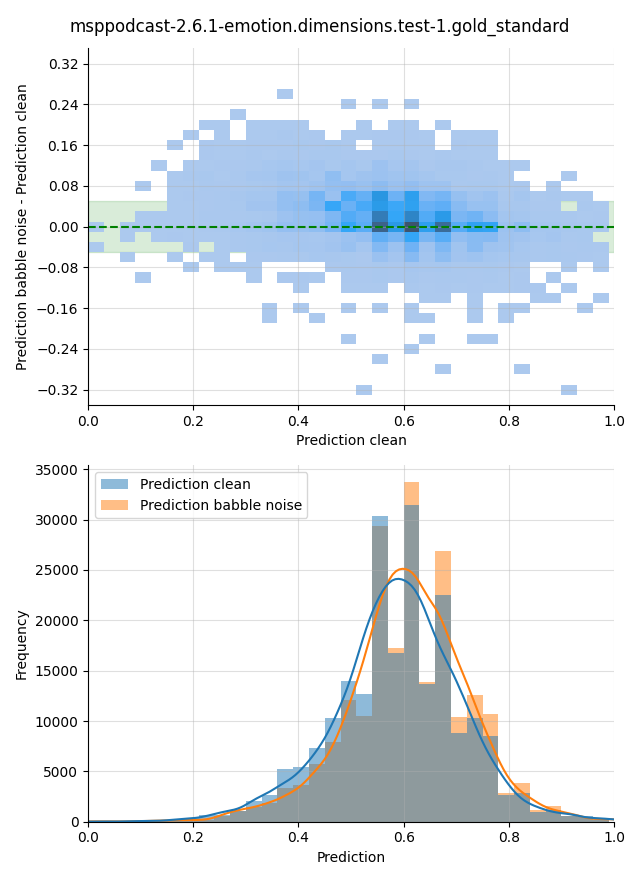 msppodcast-2.6.1-emotion.dimensions.test-1.gold_standard
Prediction babble noise - Prediction clean
0.32
0.24
0.16
0.08
0.00
−0.08
−0.16
−0.24
−0.32
0.0 0.2 0.4 0.6 0.8 1.0
Prediction clean
Frequency
35000
30000
25000
20000
15000
10000
5000
0
Prediction clean
Prediction babble noise
0.0 0.2 0.4 0.6 0.8 1.0
Prediction